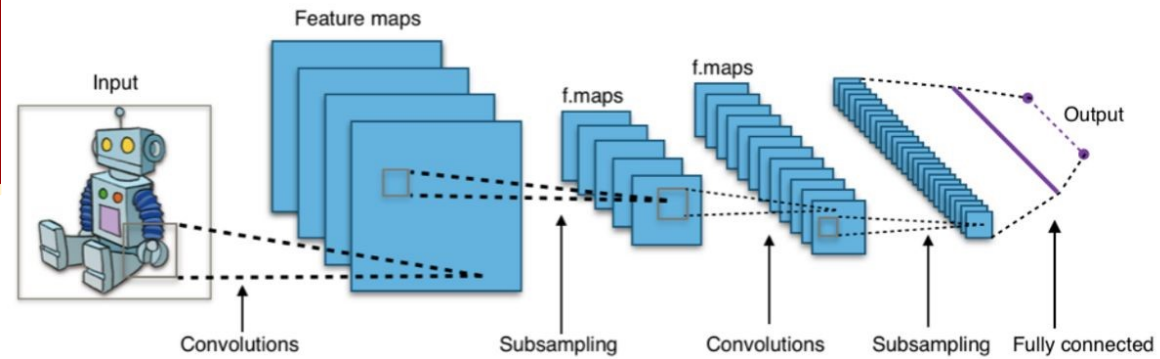 Feature maps
Input
f.maps
f.maps
Output
Convolutions
Subsampling
Convolutions
Subsampling
Fully connected